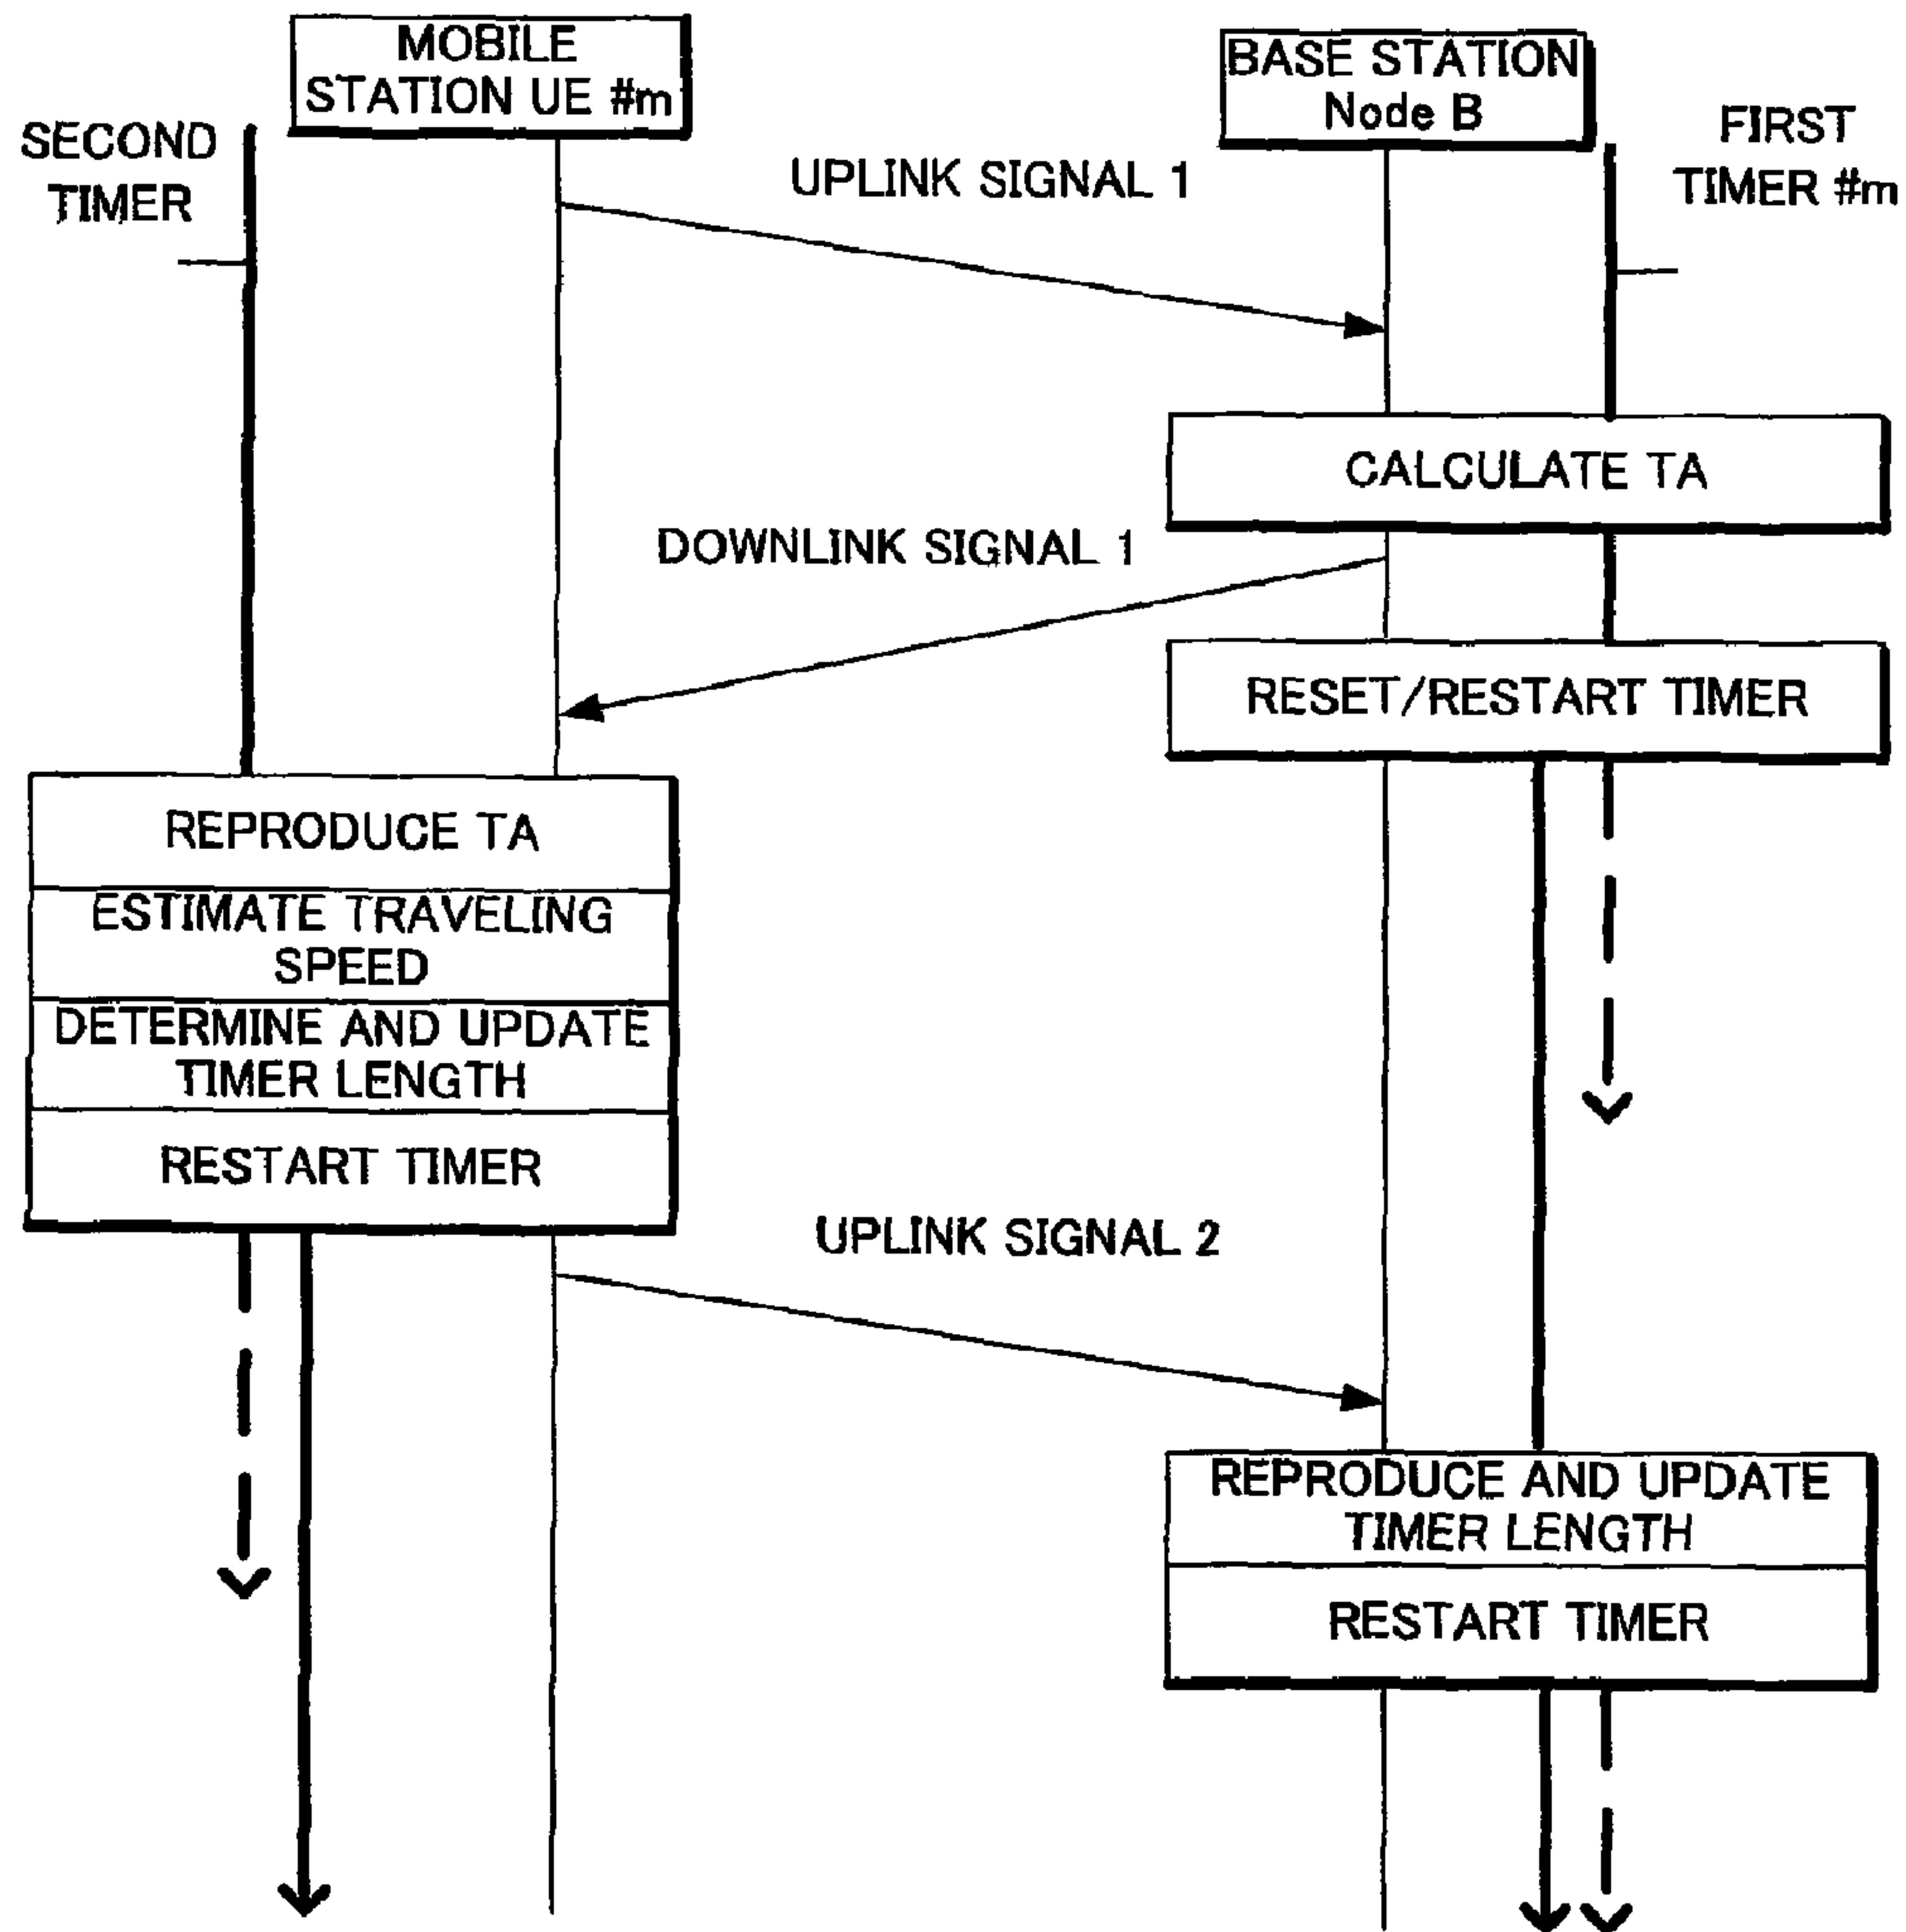 MOBILE
STATION UE #m
BASE STATION
Node B
SECOND
TIMER
FIRST
TIMER #m
UPLINK SIGNAL 1
CALCULATE TA
DOWNLINK SIGNAL 1
RESET/RESTART TIMER
REPRODUCE TA
ESTIMATE TRAVELING
SPEED
DETERMINE AND UPDATE
TIMER LENGTH
RESTART TIMER
UPLINK SIGNAL 2
REPRODUCE AND UPDATE
TIMER LENGTH
RESTART TIMER